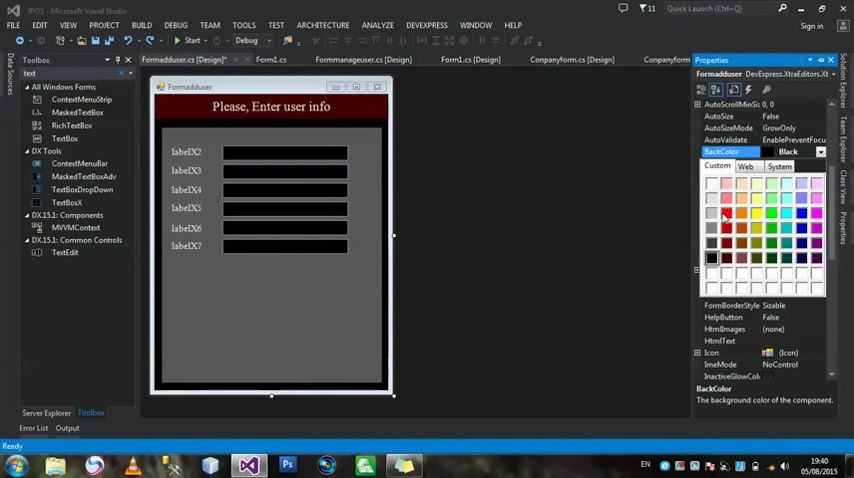 JPOS - Microsoft Visual Studio
11
Quick Launch (Ctrl+Q)
FILE EDIT VIEW PROJECT BUILD DEBUG TEAM TOOLS TEST ARCHITECTURE ANALYZE DEVEXPRESS WINDOW HELP
Sign in
Start Debug
Data Sources
Toolbox
text
All Windows Forms
ContextMenuStrip
MaskedTextBox
RichTextBox
TextBox
DX Tools
ContextMenuBar
MaskedTextBoxAdv
TextBoxDropDown
TextBoxX
DX.15.1: Components
MVVMContext
DX.15.1: Common Controls
TextEdit
Server Explorer Toolbox
Formadduser.cs [Design]* Form1.cs Formmanageuser.cs [Design] Form1.cs [Design] Conpanyform.cs [Design] Conpanyform.cs
Formadduser
Please, Enter user info
labelX2
labelX3
labelX4
labelX5
labelX6
labelX7
Properties
Formadduser DevExpress.XtraEditors.Xt
AutoScrollMinSi 0, 0
AutoSize False
AutoSizeMode GrowOnly
AutoValidate EnablePreventFocu
BackColor Black
Custom Web System
FormBorderStyle Sizable
HelpButton False
HtmlImages (none)
HtmlText
Icon (Icon)
ImeMode NoControl
InactiveGlowColo
BackColor
The background color of the component.
Solution Explorer
Class View
Properties
Error List Output
Ready
EN
19:40
05/08/2015